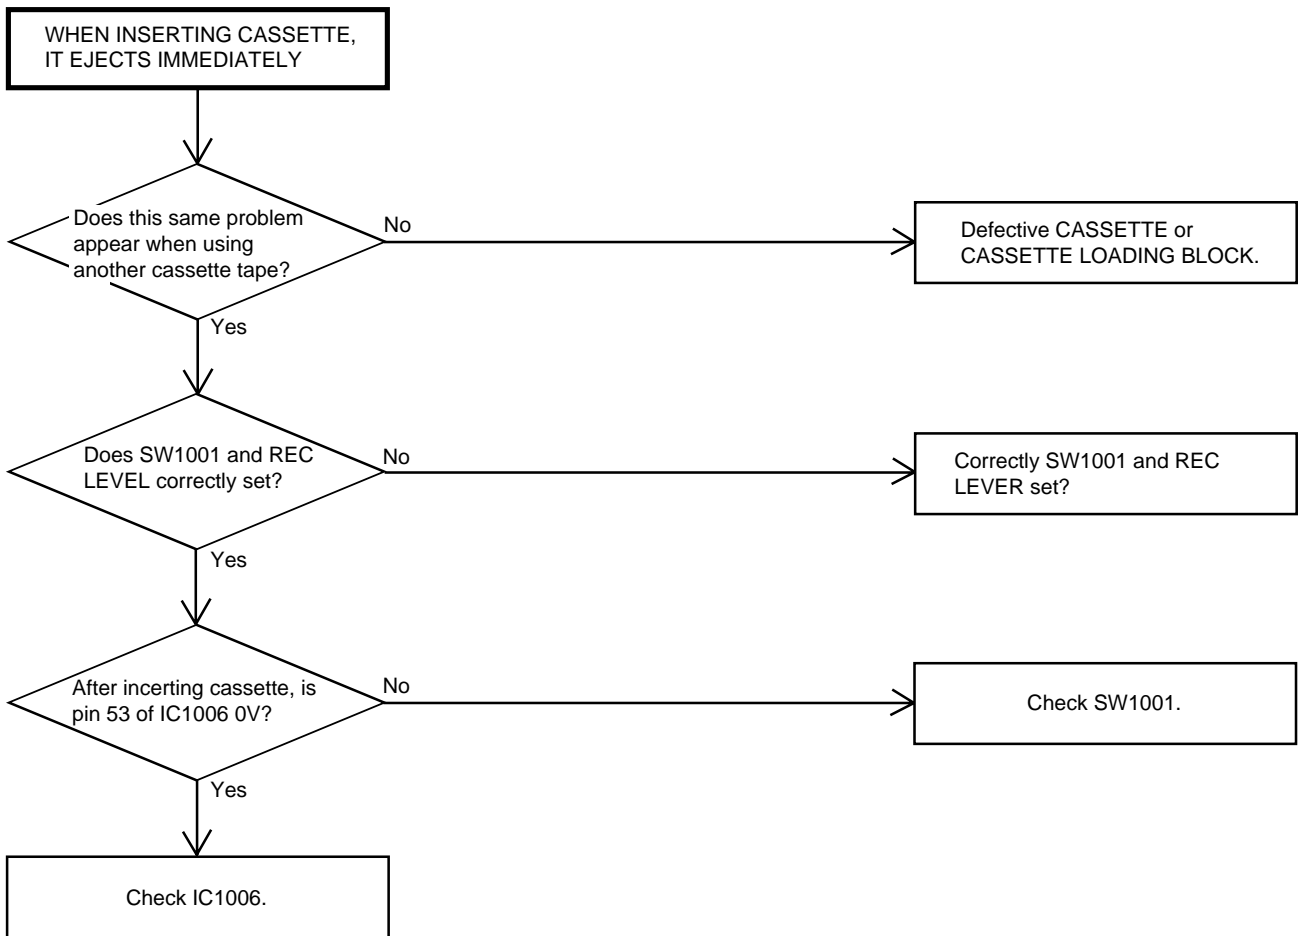 WHEN INSERTING CASSETTE,
IT EJECTS IMMEDIATELY
Does this same problem
appear when using
another cassette tape?
No
Defective CASSETTE or
CASSETTE LOADING BLOCK.
Yes
Does SW1001 and REC
LEVEL correctly set?
No
Correctly SW1001 and REC
LEVER set?
Yes
After incerting cassette, is
pin 53 of IC1006 0V?
No
Check SW1001.
Yes
Check IC1006.